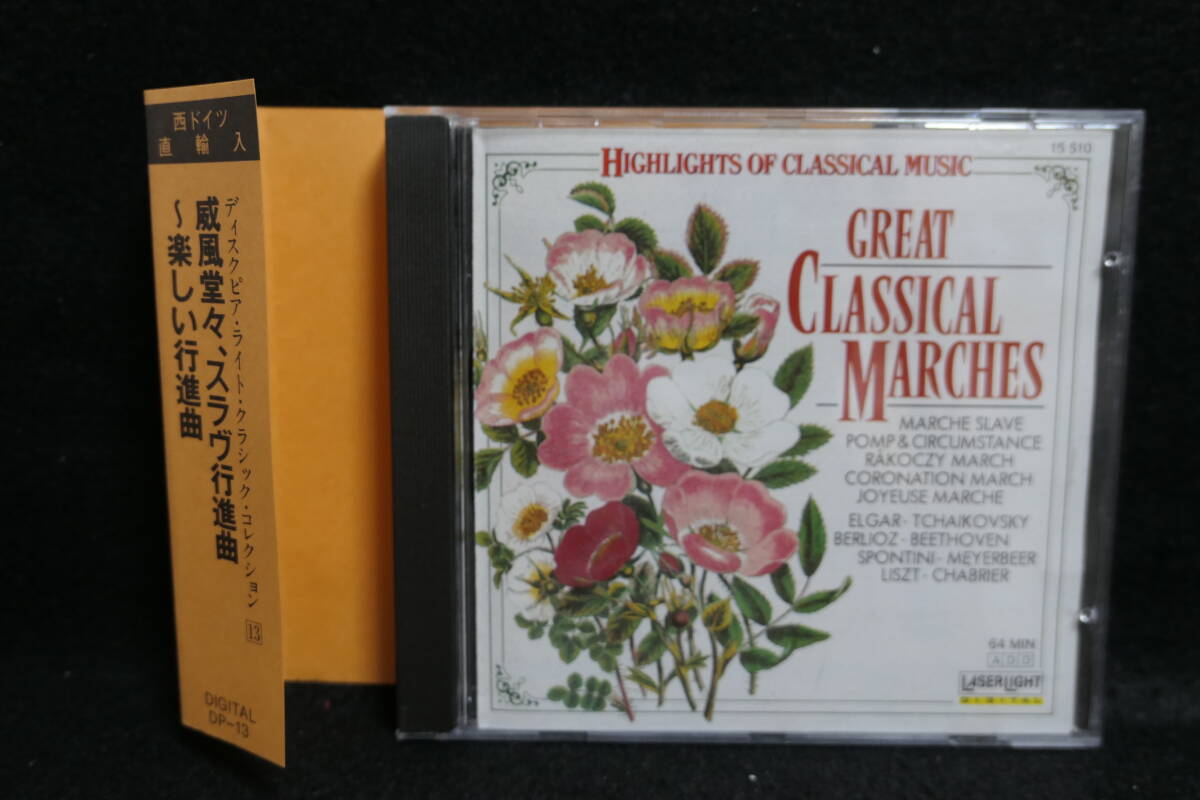 西ドイツ
直輸入
ディスクピア・ライト・クラシック・コレクション 13
威風堂々、スラヴ行進曲
～楽しい行進曲
DIGITAL
DP-13
15 510
HIGHLIGHTS OF CLASSICAL MUSIC
GREAT
CLASSICAL
MARCHES
MARCHE SLAVE
POMP & CIRCUMSTANCE
RÁKOCZY MARCH
CORONATION MARCH
JOYEUSE MARCHE
ELGAR - TCHAIKOVSKY
BERLIOZ - BEETHOVEN
SPONTINI - MEYERBEER
LISZT - CHABRIER
64 MIN
ADD
LASERLIGHT
DIGITAL